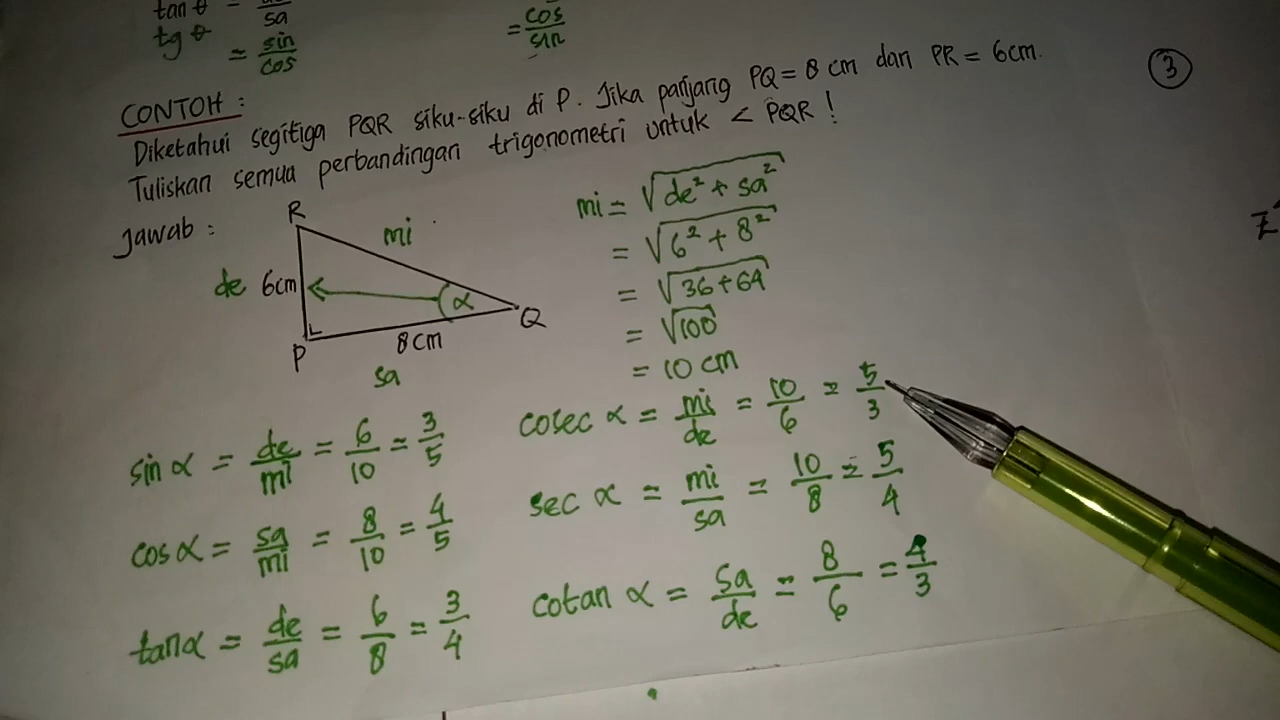 tan θ = de/sa
tg θ = sin/cos
= cos/sin
3
CONTOH :
Diketahui segitiga PQR siku-siku di P. Jika panjang PQ = 8 cm dan PR = 6cm.
Tuliskan semua perbandingan trigonometri untuk < PQR !
Jawab :
R
mi
de 6cm
α
Q
P
8 cm
sa
mi = √de² + sa²
= √6² + 8²
= √36+64
= √100
= 10 cm
sin α = de/mi = 6/10 = 3/5
cos α = sa/mi = 8/10 = 4/5
tan α = de/sa = 6/8 = 3/4
cosec α = mi/de = 10/6 = 5/3
sec α = mi/sa = 10/8 = 5/4
cotan α = sa/de = 8/6 = 4/3